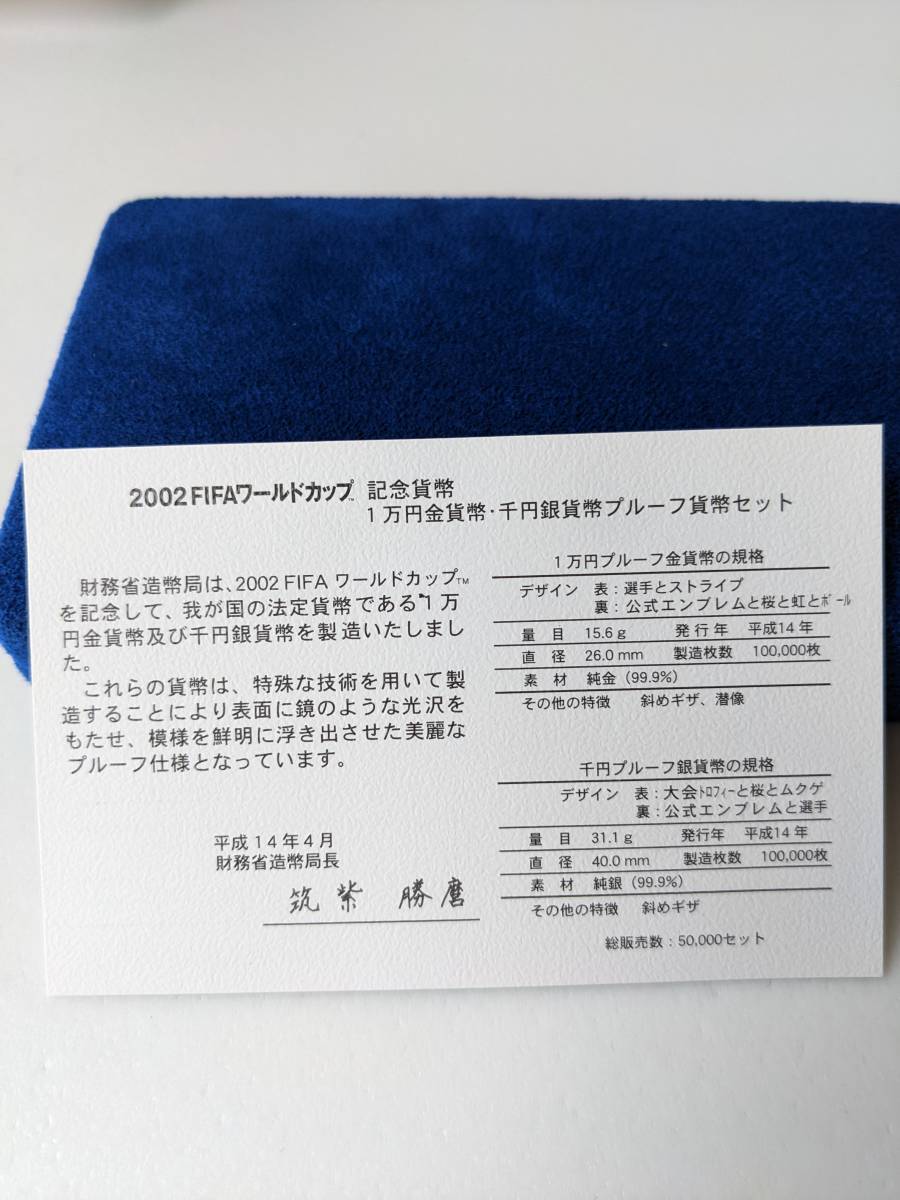 2002 FIFAワールドカップ™ 記念貨幣
1万円金貨幣・千円銀貨幣プルーフ貨幣セット
財務省造幣局は、2002 FIFA ワールドカップ™
を記念して、我が国の法定貨幣である1万
円金貨幣及び千円銀貨幣を製造いたしまし
た。
これらの貨幣は、特殊な技術を用いて製
造することにより表面に鏡のような光沢を
もたせ、模様を鮮明に浮き出させた美麗な
プルーフ仕様となっています。
平成14年4月
財務省造幣局長
筑紫 勝麿
1万円プルーフ金貨幣の規格
デザイン 表:選手とストライプ
裏:公式エンブレムと桜と虹とボール
量目 15.6g 発行年 平成14年
直径 26.0mm 製造枚数 100,000枚
素材 純金(99.9%)
その他の特徴 斜めギザ、潜像
千円プルーフ銀貨幣の規格
デザイン 表:大会トロフィーと桜とムクゲ
裏:公式エンブレムと選手
量目 31.1g 発行年 平成14年
直径 40.0mm 製造枚数 100,000枚
素材 純銀(99.9%)
その他の特徴 斜めギザ
総販売数:50,000セット